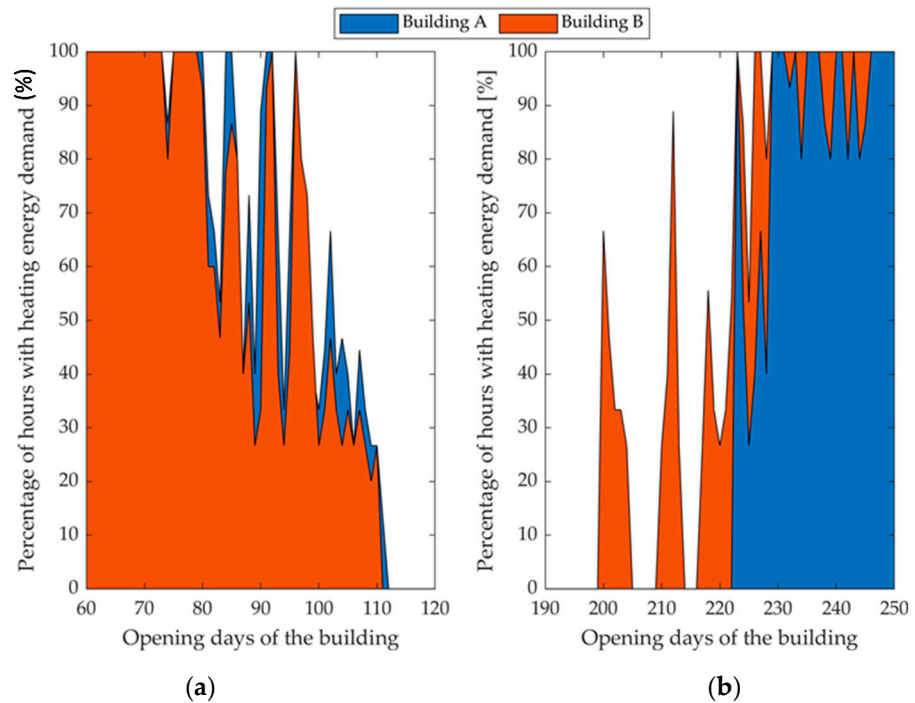 Building A Building B
Percentage of hours with heating energy demand (%)
100
90
80
70
60
50
40
30
20
10
0
60 70 80 90 100 110 120
Opening days of the building
(a)
Percentage of hours with heating energy demand [%]
100
90
80
70
60
50
40
30
20
10
0
190 200 210 220 230 240 250
Opening days of the building
(b)